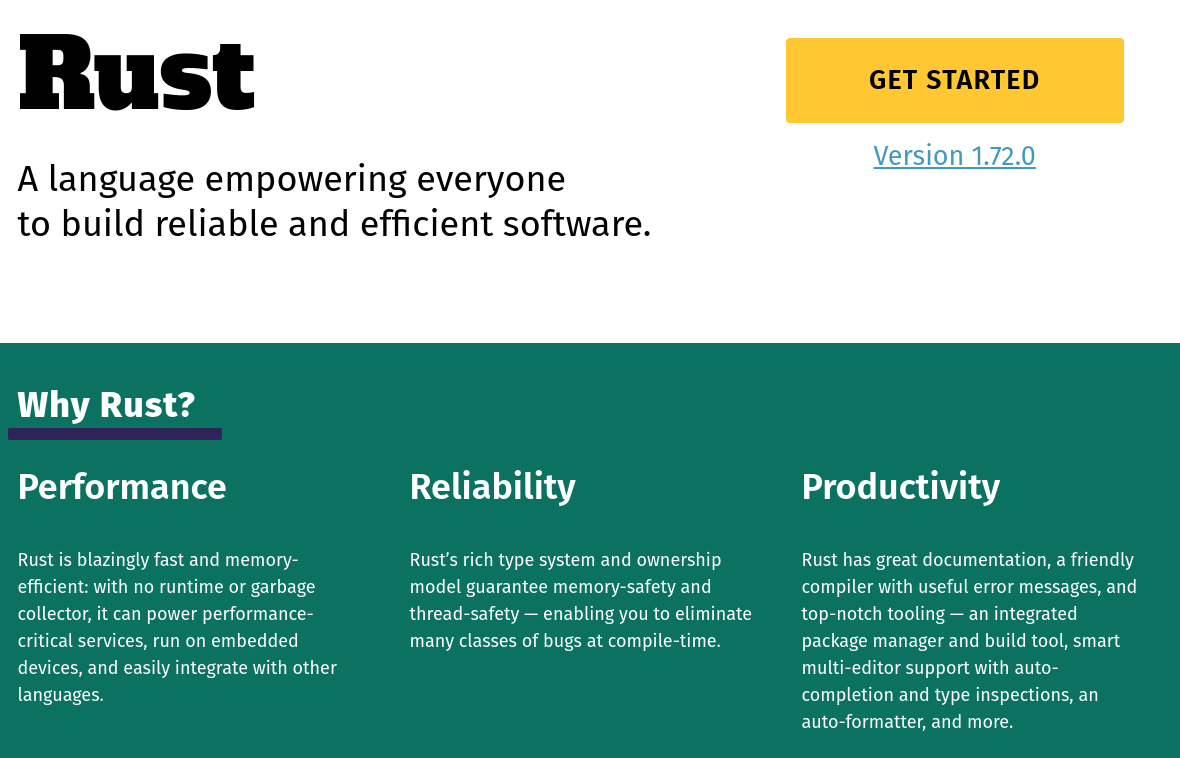 Rust
GET STARTED
Version 1.72.0
A language empowering everyone
to build reliable and efficient software.
Why Rust?
Performance
Rust is blazingly fast and memory-
efficient: with no runtime or garbage
collector, it can power performance-
critical services, run on embedded
devices, and easily integrate with other
languages.
Reliability
Rust’s rich type system and ownership
model guarantee memory-safety and
thread-safety — enabling you to eliminate
many classes of bugs at compile-time.
Productivity
Rust has great documentation, a friendly
compiler with useful error messages, and
top-notch tooling — an integrated
package manager and build tool, smart
multi-editor support with auto-
completion and type inspections, an
auto-formatter, and more.